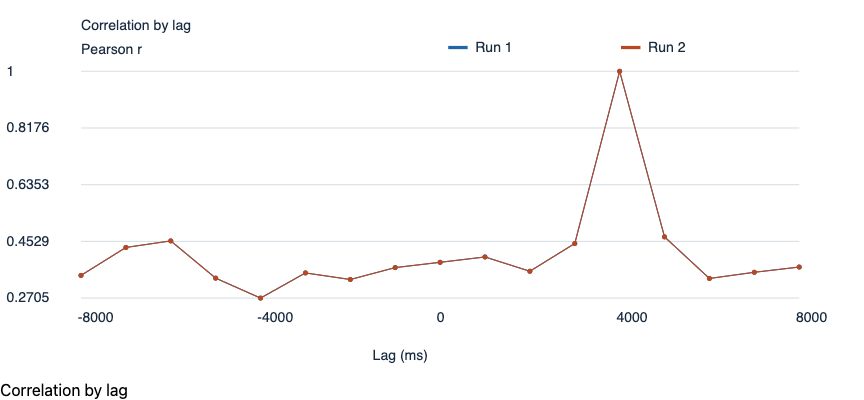 Correlation by lag
Pearson r
Run 1
Run 2
1
0.8176
0.6353
0.4529
0.2705
-8000
-4000
0
4000
8000
Lag (ms)
Correlation by lag